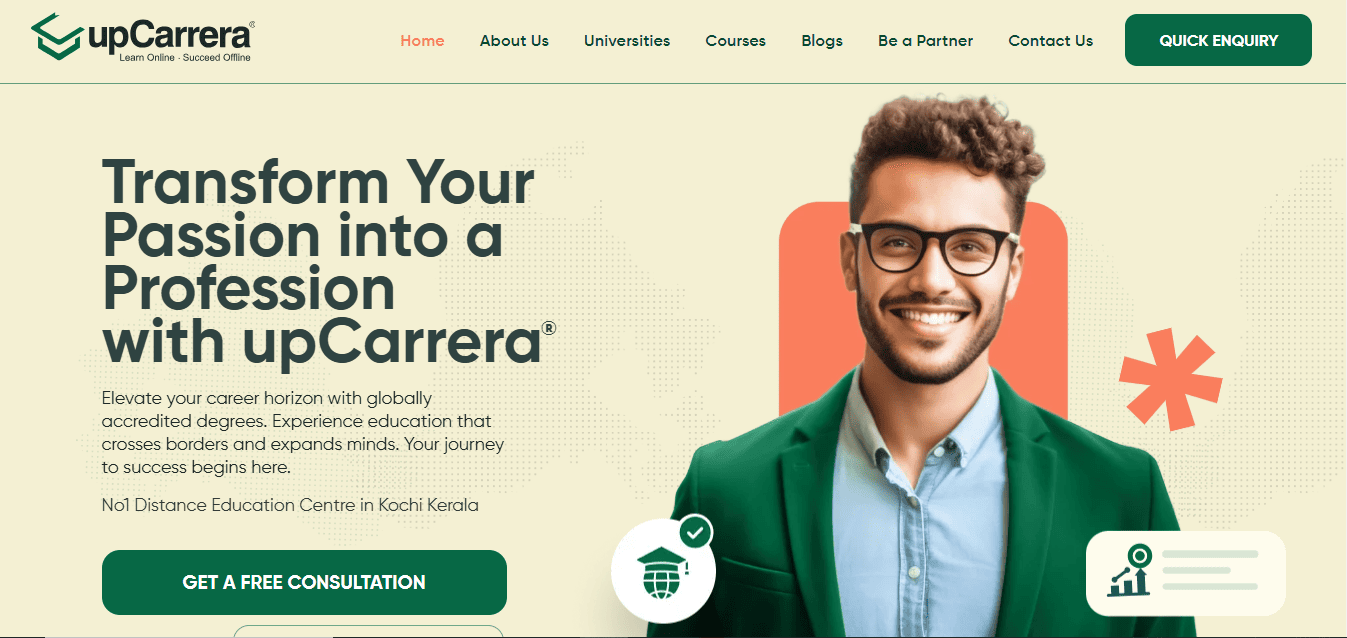 upCarrera®
Learn Online · Succeed Offline
Home
About Us
Universities
Courses
Blogs
Be a Partner
Contact Us
QUICK ENQUIRY
Transform Your
Passion into a
Profession
with upCarrera®
Elevate your career horizon with globally
accredited degrees. Experience education that
crosses borders and expands minds. Your journey
to success begins here.
No1 Distance Education Centre in Kochi Kerala
GET A FREE CONSULTATION